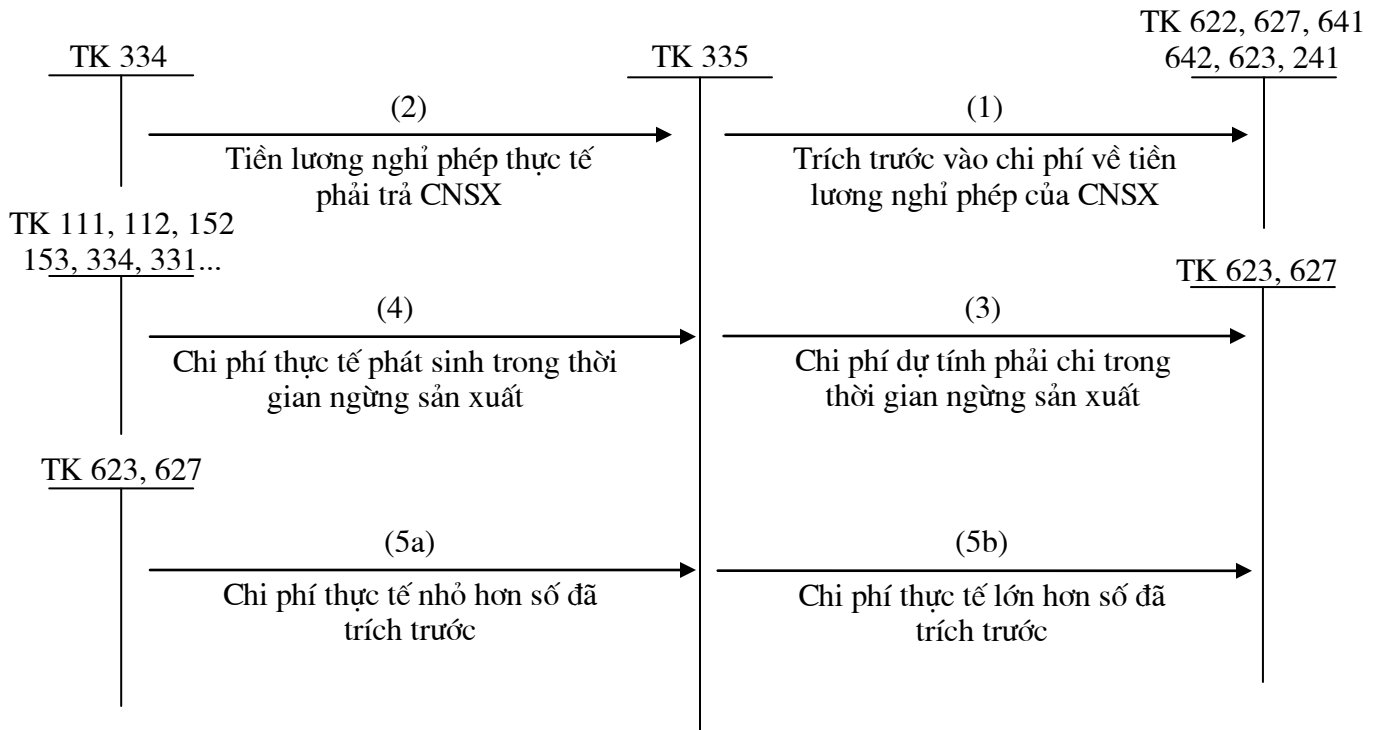 TK 622, 627, 641
TK 334
TK 335
642, 623, 241
(2)
(1)
Tiền lương nghỉ phép thực tế
phải trả CNSX
Trích trước vào chi phí về tiền
lương nghỉ phép của CNSX
TK 111, 112, 152
153, 334, 331...
TK 623, 627
(4)
(3)
Chi phí thực tế phát sinh trong thời
gian ngừng sản xuất
Chi phí dự tính phải chi trong
thời gian ngừng sản xuất
TK 623, 627
(5a)
(5b)
Chi phí thực tế nhỏ hơn số đã
trích trước
Chi phí thực tế lớn hơn số đã
trích trước